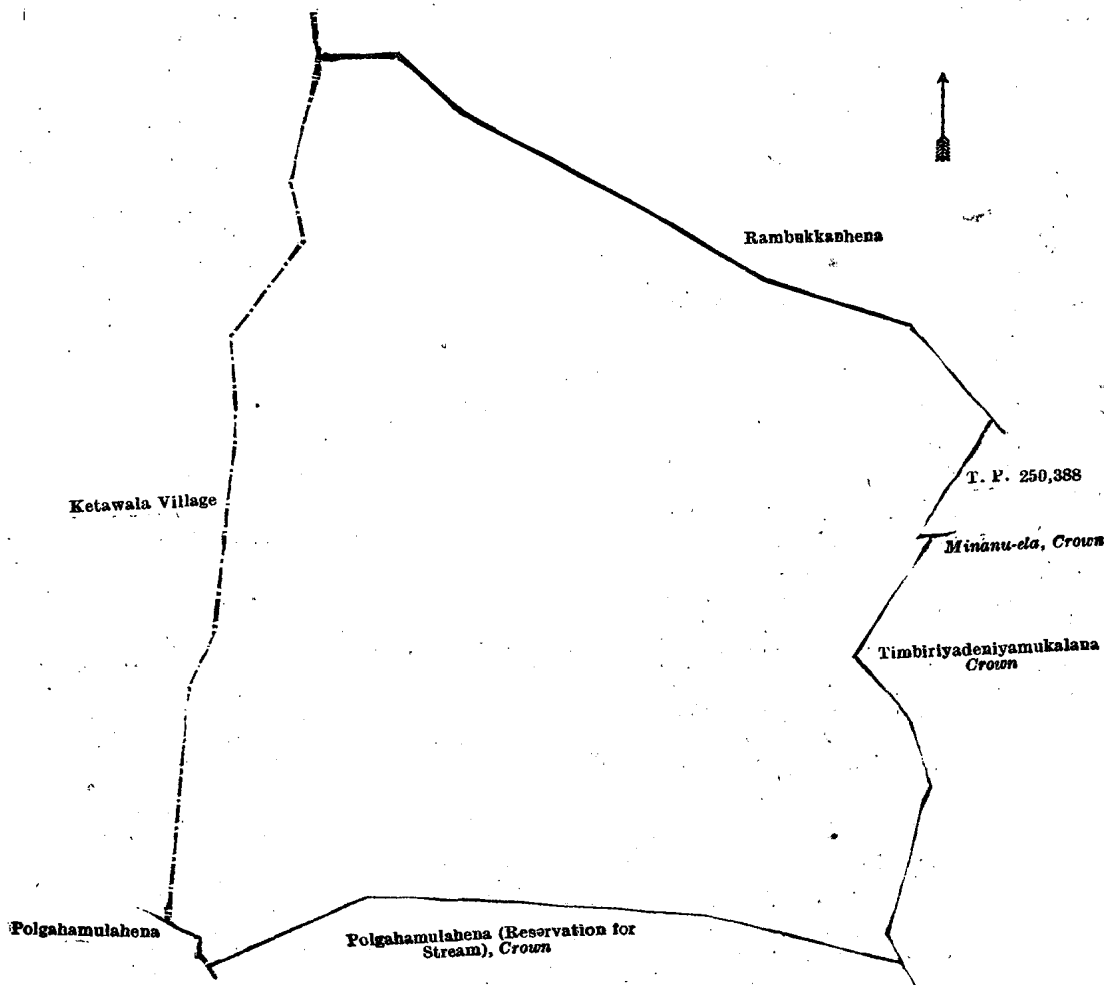 Rambukkanhena
T. P. 250,388
Ketawala Village
Minanu-ela, Crown
Timbiriyadeniyamukalana
Crown
Polgahamulahena
Polgahamulahena (Reservation for
Stream), Crown